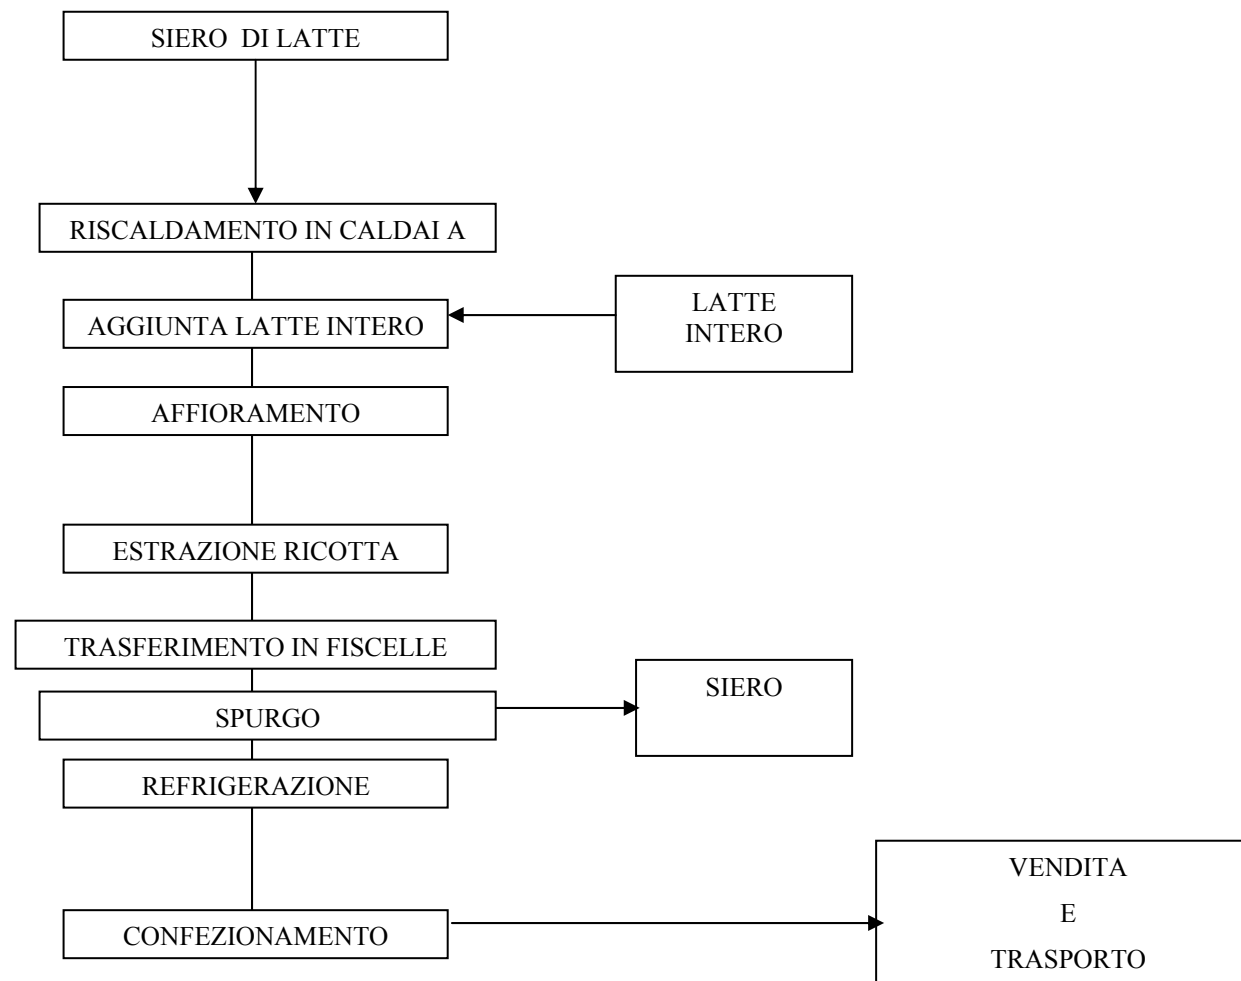 SIERO DI LATTE
RISCALDAMENTO IN CALDAI A
AGGIUNTA LATTE INTERO
LATTE
INTERO
AFFIORAMENTO
ESTRAZIONE RICOTTA
TRASFERIMENTO IN FISCELLE
SPURGO
SIERO
REFRIGERAZIONE
CONFEZIONAMENTO
VENDITA
E
TRASPORTO